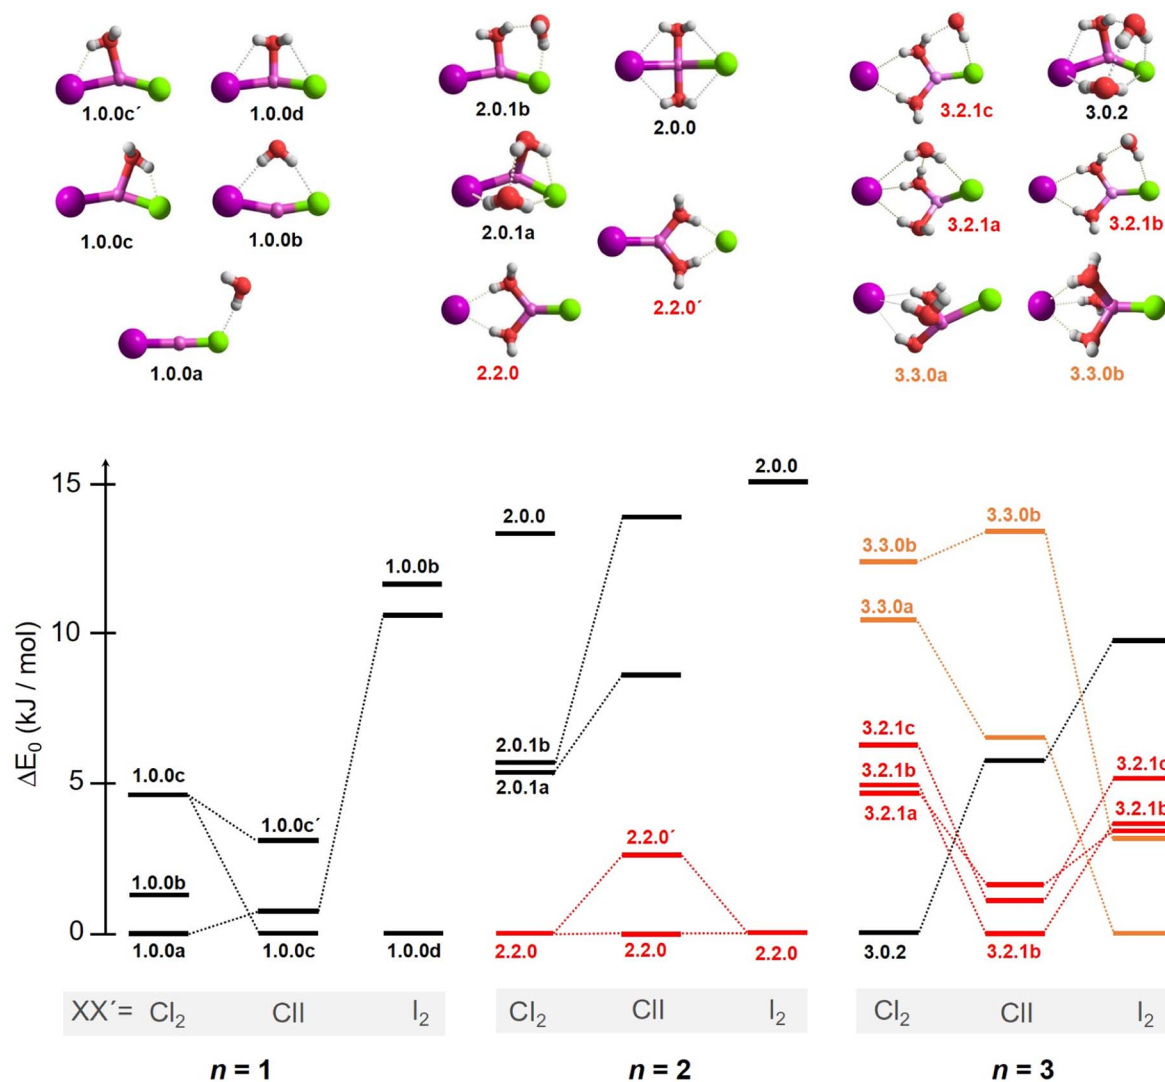 1.0.0c´ 1.0.0d 2.0.1b 2.0.0 3.2.1c 3.0.2
1.0.0c 1.0.0b 2.0.1a 3.2.1a 3.2.1b
1.0.0a 2.2.0 2.2.0´ 3.3.0a 3.3.0b
ΔE0 (kJ / mol)
15
10
5
0
1.0.0c
1.0.0b
1.0.0a
1.0.0c´
1.0.0c
1.0.0b
1.0.0d
2.0.0
2.0.1b
2.0.1a
2.2.0
2.2.0´
2.2.0
2.0.0
2.2.0
3.3.0b
3.3.0a
3.2.1c
3.2.1b
3.2.1a
3.0.2
3.3.0b
3.2.1b
3.2.1c
3.2.1b
XX´= Cl2 ClI I2
Cl2 ClI I2
Cl2 ClI I2
n = 1 n = 2 n = 3